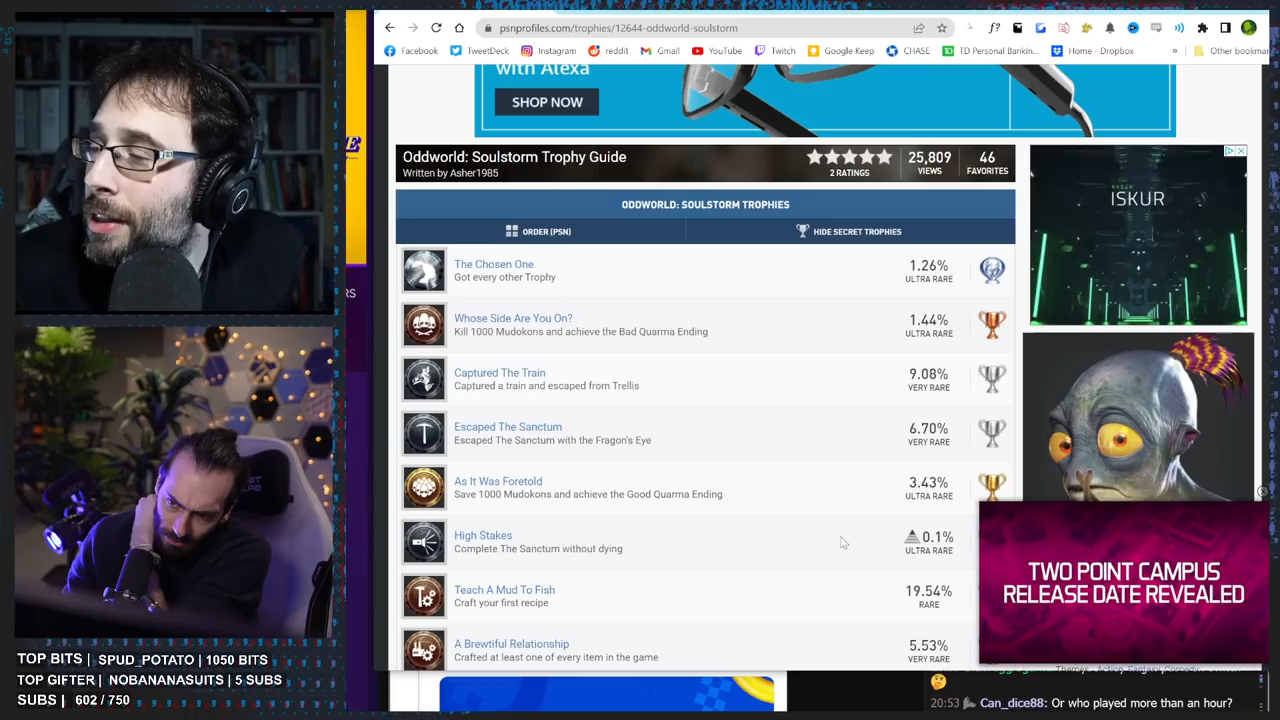 psnprofiles.com/trophies/12644-oddworld-soulstorm
Facebook
TweetDeck
Instagram
reddit
Gmail
YouTube
Twitch
Google Keep
CHASE
TD Personal Bankin...
Home - Dropbox
»
Other bookmar
with Alexa
SHOP NOW
Oddworld: Soulstorm Trophy Guide
Written by Asher1985
2 RATINGS
25,809
VIEWS
46
FAVORITES
ODDWORLD: SOULSTORM TROPHIES
ORDER (PSN)
HIDE SECRET TROPHIES
The Chosen One
Got every other Trophy
1.26%
ULTRA RARE
Whose Side Are You On?
Kill 1000 Mudokons and achieve the Bad Quarma Ending
1.44%
ULTRA RARE
Captured The Train
Captured a train and escaped from Trellis
9.08%
VERY RARE
Escaped The Sanctum
Escaped The Sanctum with the Fragon's Eye
6.70%
VERY RARE
As It Was Foretold
Save 1000 Mudokons and achieve the Good Quarma Ending
3.43%
ULTRA RARE
High Stakes
Complete The Sanctum without dying
0.1%
ULTRA RARE
Teach A Mud To Fish
Craft your first recipe
19.54%
RARE
A Brewtiful Relationship
Crafted at least one of every item in the game
5.53%
VERY RARE
ISKUR
TWO POINT CAMPUS
RELEASE DATE REVEALED
Themes
Action, Fantasy, Comedy
20:53 Can_dice88: Or who played more than an hour?
TOP BITS | SPUD_POTATO | 1050 BITS
TOP GIFTER | NOBANANASUITS | 5 SUBS
SUBS | 602 / 750